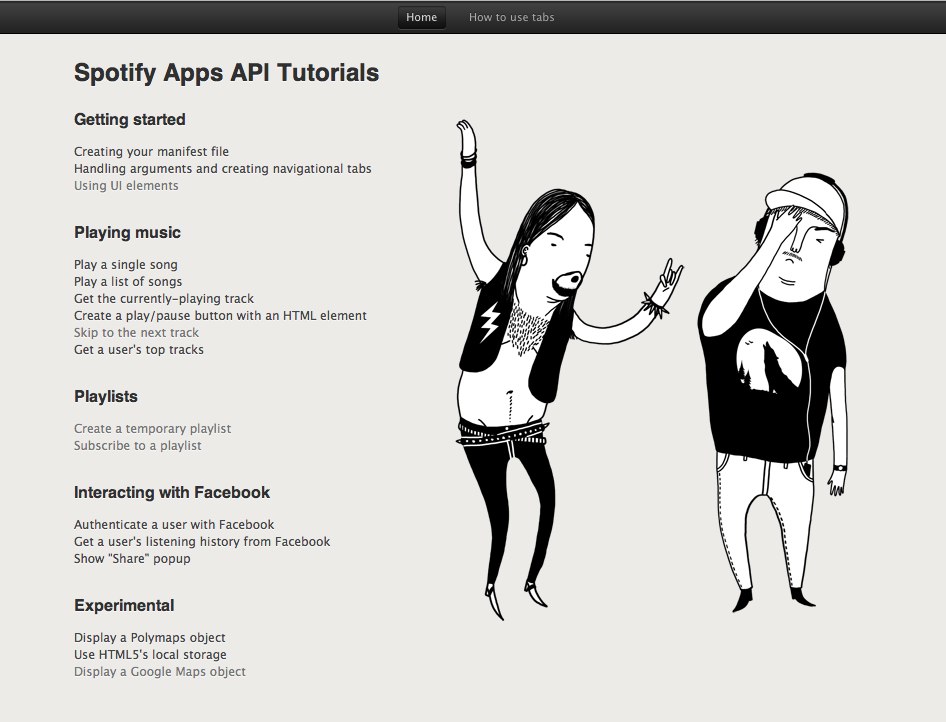 Home How to use tabs
Spotify Apps API Tutorials
Getting started
Creating your manifest file
Handling arguments and creating navigational tabs
Using UI elements
Playing music
Play a single song
Play a list of songs
Get the currently-playing track
Create a play/pause button with an HTML element
Skip to the next track
Get a user's top tracks
Playlists
Create a temporary playlist
Subscribe to a playlist
Interacting with Facebook
Authenticate a user with Facebook
Get a user's listening history from Facebook
Show "Share" popup
Experimental
Display a Polymaps object
Use HTML5's local storage
Display a Google Maps object